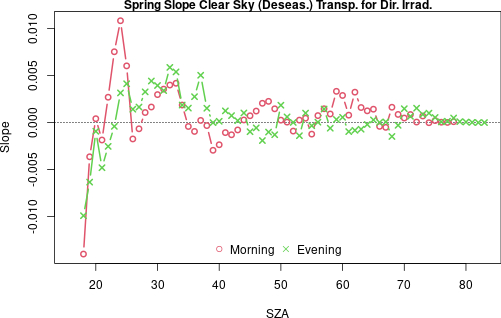 Spring Slope Clear Sky (Deseas.) Transp. for Dir. Irrad.
0.010
0.005
0.000
-0.005
-0.010
Slope
Morning Evening
20 30 40 50 60 70 80
SZA